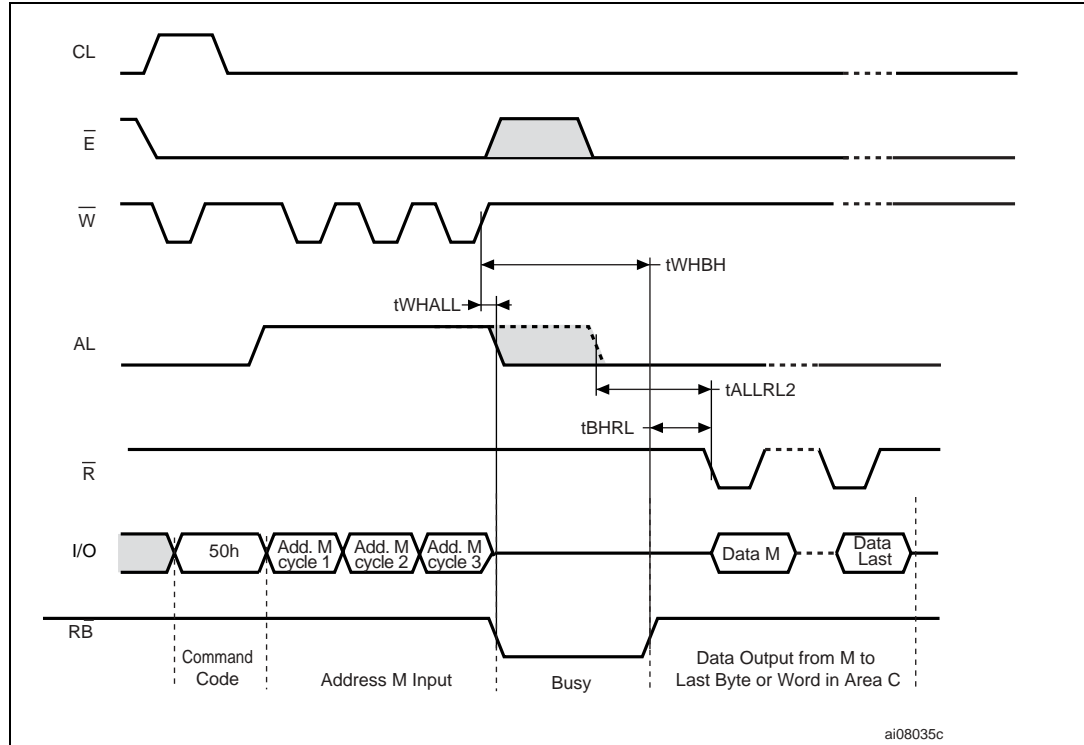 CL
E
W
tWHBH
tWHALL
AL
tALLRL2
tBHRL
R
I/O
50h
Add. M
cycle 1
Add. M
cycle 2
Add. M
cycle 3
Data M
Data
Last
RB
Command
Code
Address M Input
Busy
Data Output from M to
Last Byte or Word in Area C
ai08035c